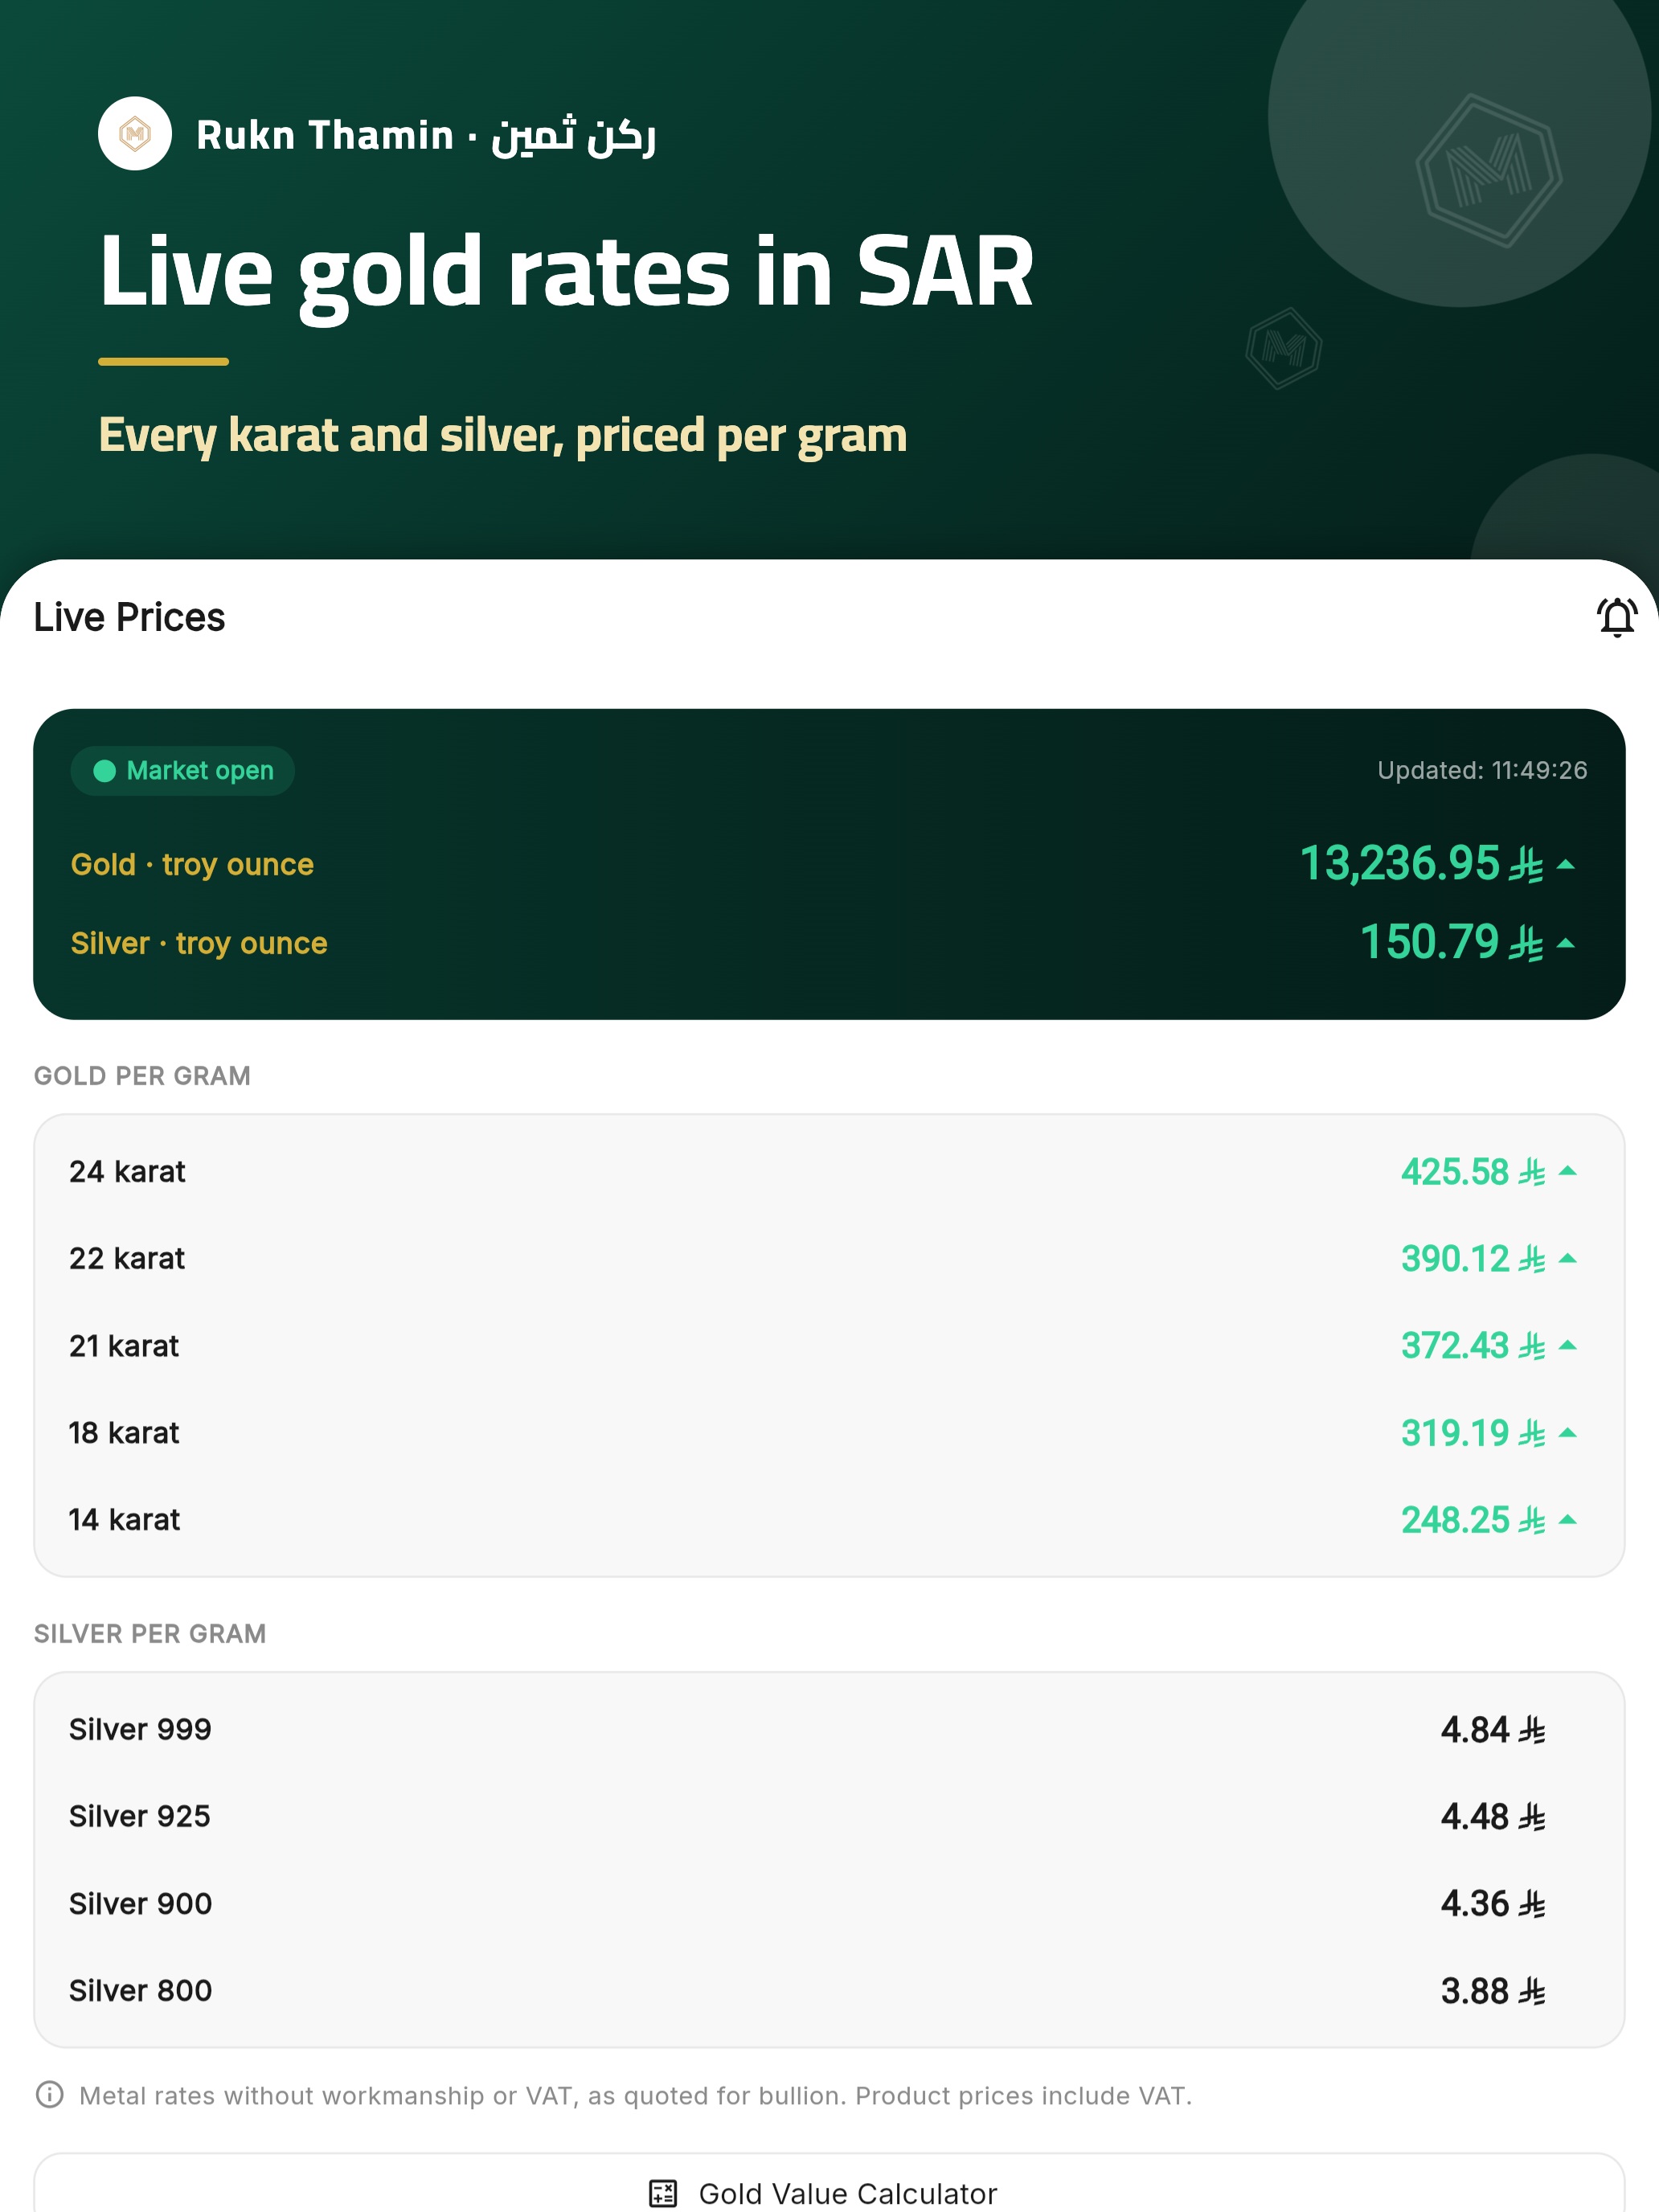 Rukn Thamin · ركن ثمين
Live gold rates in SAR
Every karat and silver, priced per gram
Live Prices
Market open
Updated: 11:49:26
Gold · troy ounce
13,236.95 ⃁
Silver · troy ounce
150.79 ⃁
GOLD PER GRAM
24 karat
425.58 ⃁
22 karat
390.12 ⃁
21 karat
372.43 ⃁
18 karat
319.19 ⃁
14 karat
248.25 ⃁
SILVER PER GRAM
Silver 999
4.84 ⃁
Silver 925
4.48 ⃁
Silver 900
4.36 ⃁
Silver 800
3.88 ⃁
Metal rates without workmanship or VAT, as quoted for bullion. Product prices include VAT.
Gold Value Calculator